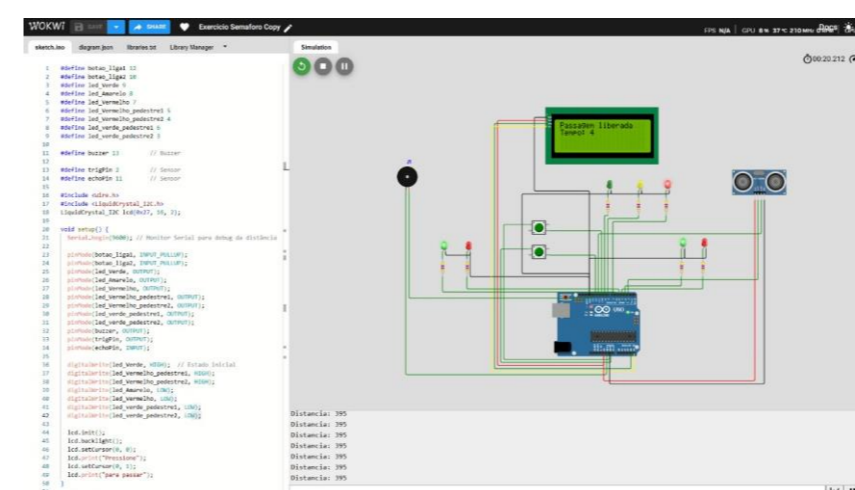 WOKWI
SAVE
SHARE
Exercicio Semaforo Copy
FPS N/A
GPU 8% 37°C 210 MHz
Docs
sketch.ino
diagram.json
libraries.txt
Library Manager
Simulation
00:20.212
1 #define botao_liga1 12
2 #define botao_liga2 10
3 #define led_Verde 9
4 #define led_Amarelo 8
5 #define led_Vermelho 7
6 #define led_Vermelho_pedestre1 5
7 #define led_Vermelho_pedestre2 4
8 #define led_verde_pedestre1 6
9 #define led_verde_pedestre2 3
10
11 #define buzzer 13 // Buzzer
12
13 #define trigPin 2 // Sensor
14 #define echoPin 11 // Sensor
15
16 #include <Wire.h>
17 #include <LiquidCrystal_I2C.h>
18 LiquidCrystal_I2C lcd(0x27, 16, 2);
19
20 void setup() {
21 Serial.begin(9600); // Monitor Serial para debug da distância
22
23 pinMode(botao_liga1, INPUT_PULLUP);
24 pinMode(botao_liga2, INPUT_PULLUP);
25 pinMode(led_Verde, OUTPUT);
26 pinMode(led_Amarelo, OUTPUT);
27 pinMode(led_Vermelho, OUTPUT);
28 pinMode(led_Vermelho_pedestre1, OUTPUT);
29 pinMode(led_Vermelho_pedestre2, OUTPUT);
30 pinMode(led_verde_pedestre1, OUTPUT);
31 pinMode(led_verde_pedestre2, OUTPUT);
32 pinMode(buzzer, OUTPUT);
33 pinMode(trigPin, OUTPUT);
34 pinMode(echoPin, INPUT);
35
36 digitalWrite(led_Verde, HIGH); // Estado inicial
37 digitalWrite(led_Vermelho_pedestre1, HIGH);
38 digitalWrite(led_Vermelho_pedestre2, HIGH);
39 digitalWrite(led_Amarelo, LOW);
40 digitalWrite(led_Vermelho, LOW);
41 digitalWrite(led_verde_pedestre1, LOW);
42 digitalWrite(led_verde_pedestre2, LOW);
43
44 lcd.init();
45 lcd.backlight();
46 lcd.setCursor(0, 0);
47 lcd.print("Pressione");
48 lcd.setCursor(0, 1);
49 lcd.print("para passar");
50 }
Passagem liberada
Tempo: 4
UNO
Distancia: 395
Distancia: 395
Distancia: 395
Distancia: 395
Distancia: 395
Distancia: 395